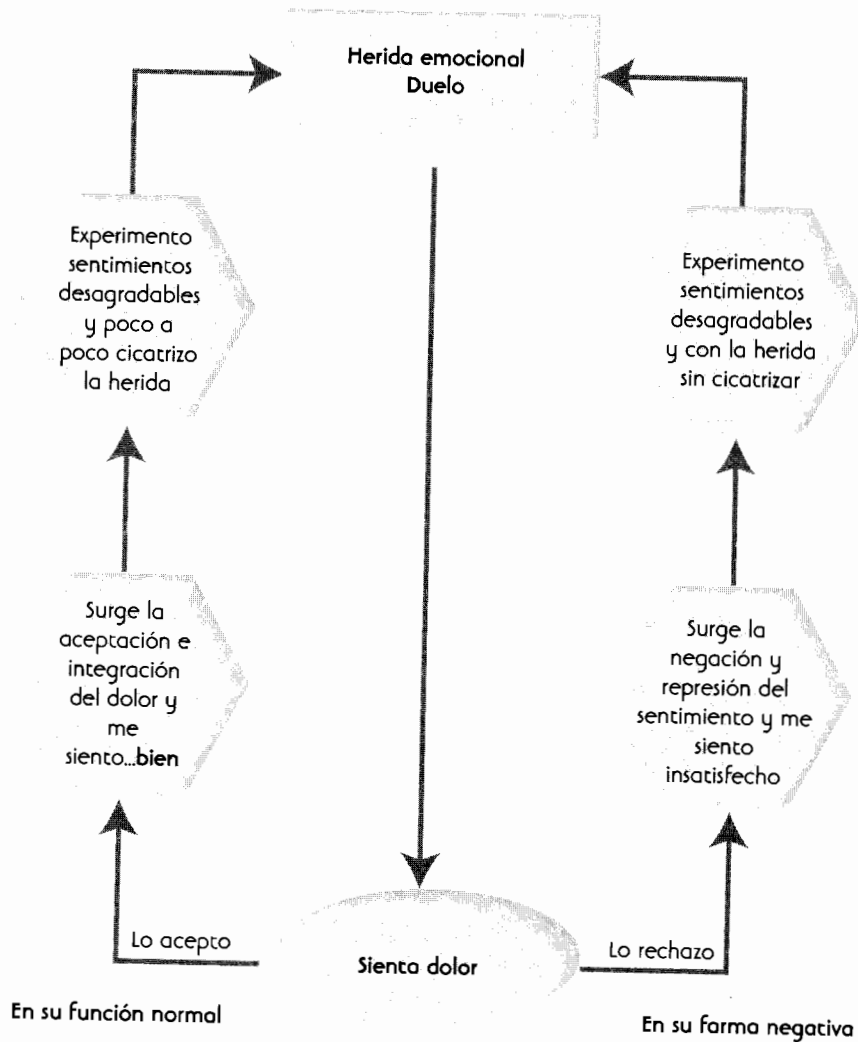 Herida emocional
Duelo
Experimento
sentimientos
desagradables
y poco a
poco cicatrizo
la herida
Experimento
sentimientos
desagradables
y con la herida
sin cicatrizar
Surge la
aceptación e
integración
del dolor y
me
siento...bien
Surge la
negación y
represión del
sentimiento y me
siento
insatisfecho
Lo acepto
Sienta dolor
Lo rechazo
En su función normal
En su farma negativa